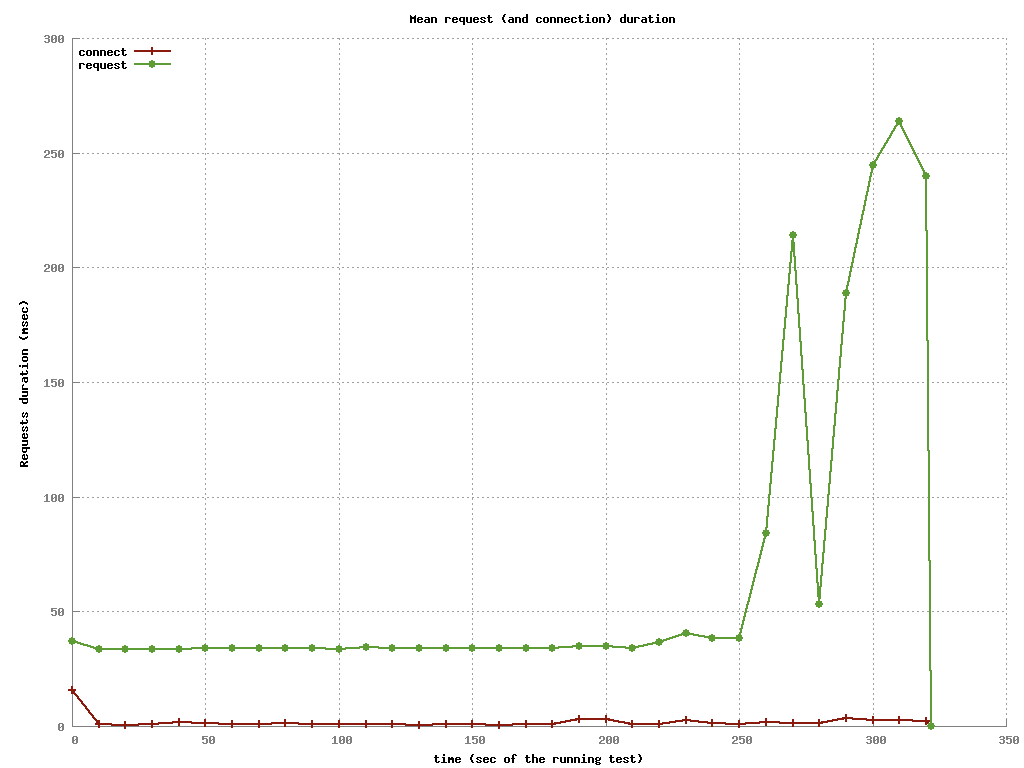 Mean request (and connection) duration
connect
request
300
250
200
150
100
50
0
Requests duration (msec)
0 50 100 150 200 250 300 350
time (sec of the running test)